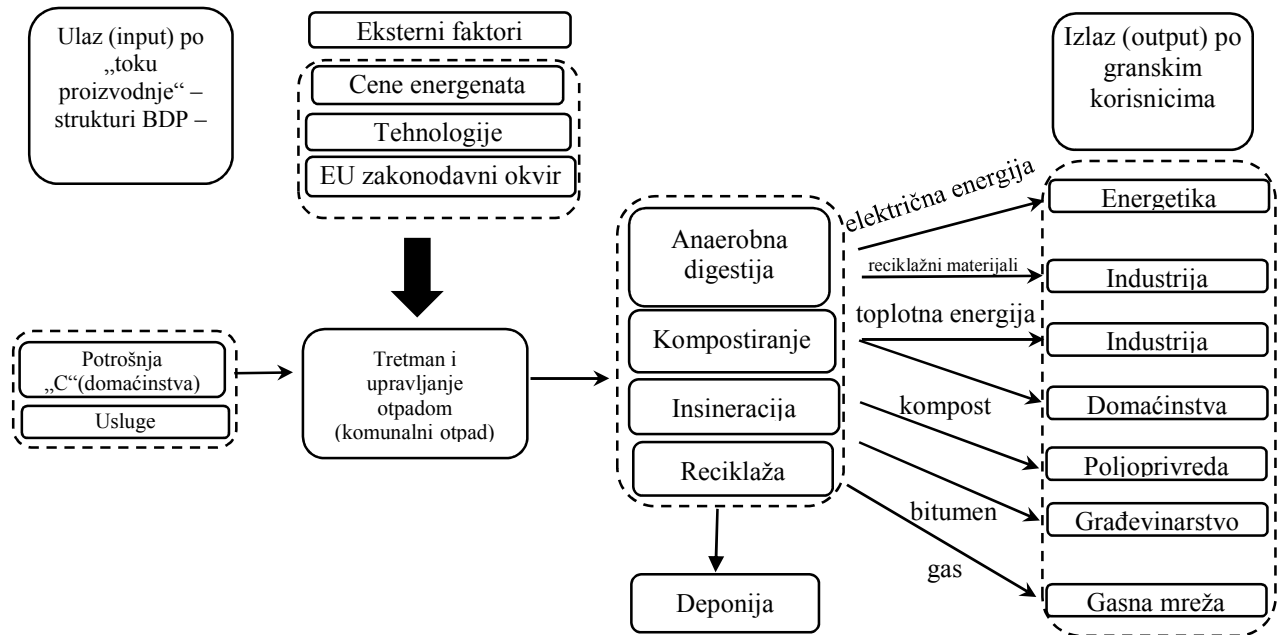 Ulaz (input) po
„toku
proizvodnje“ –
strukturi BDP –
Eksterni faktori
Cene energenata
Tehnologije
EU zakonodavni okvir
Izlaz (output) po
granskim
korisnicima
Potrošnja
„C“(domaćinstva)
Usluge
Tretman i
upravljanje
otpadom
(komunalni otpad)
Anaerobna
digestija
Kompostiranje
Insineracija
Reciklaža
Deponija
električna energija
reciklažni materijali
toplotna energija
kompost
bitumen
gas
Energetika
Industrija
Industrija
Domaćinstva
Poljoprivreda
Građevinarstvo
Gasna mreža